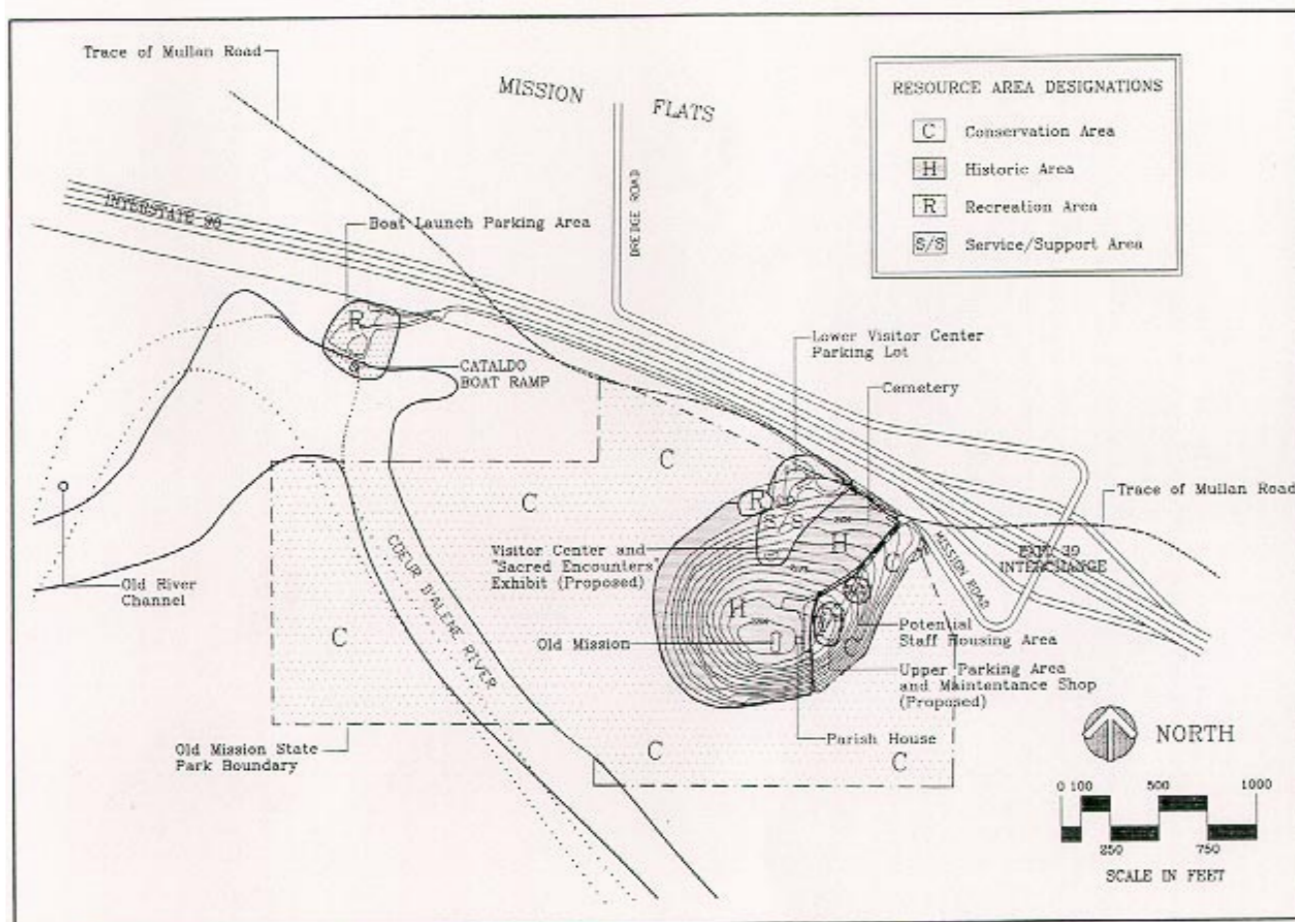 Trace of Mullan Road
MISSION FLATS
RESOURCE AREA DESIGNATIONS
C Conservation Area
H Historic Area
R Recreation Area
S/S Service/Support Area
INTERSTATE 90
Boat Launch Parking Area
DREDGE ROAD
R
CATALDO
BOAT RAMP
Lower Visitor Center
Parking Lot
Cemetery
C
C
R
S/S
H
Trace of Mullan Road
MISSION ROAD
EXIT 39
INTERCHANGE
Visitor Center and
"Sacred Encounters
Exhibit (Proposed)
Old River
Channel
COEUR D'ALENE RIVER
C
H
Old Mission
Potential
Staff Housing Area
Upper Parking Area
and Maintentance Shop
(Proposed)
Parish House
Old Mission State
Park Boundary
C
C
NORTH
0 100 500 1000
250 750
SCALE IN FEET